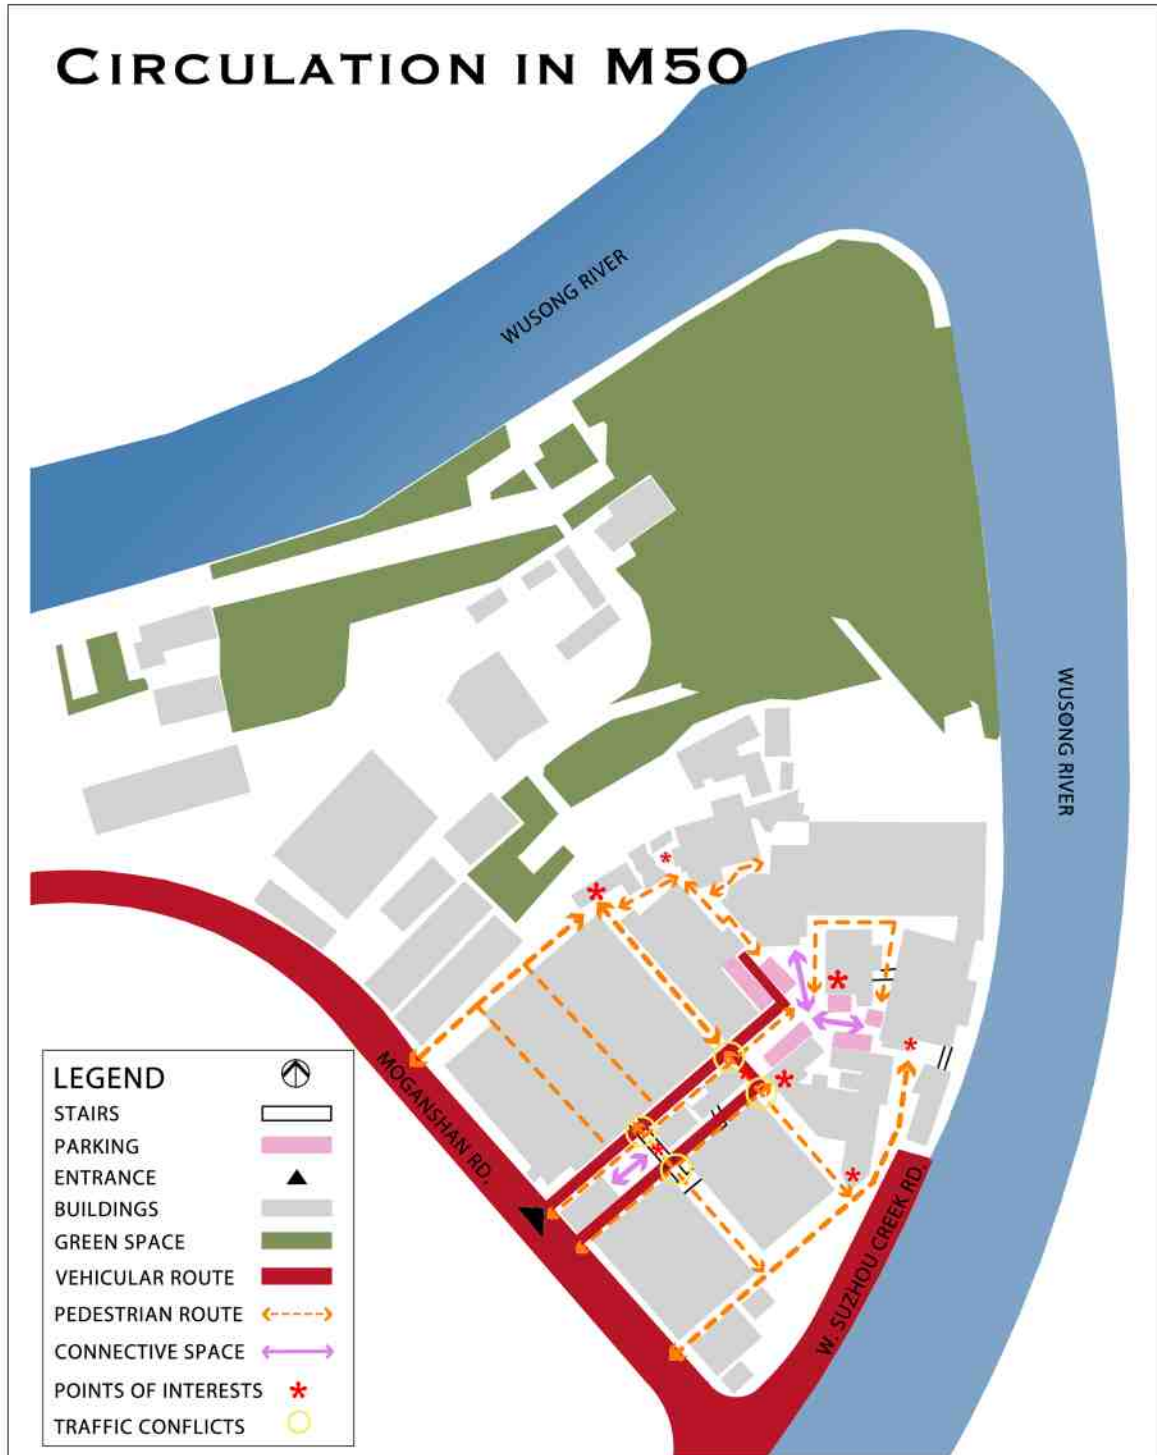 CIRCULATION IN M50
WUSONG RIVER
WUSONG RIVER
MOGANSHAN RD.
W. SUZHOU CREEK RD.
LEGEND
STAIRS
PARKING
ENTRANCE
BUILDINGS
GREEN SPACE
VEHICULAR ROUTE
PEDESTRIAN ROUTE
CONNECTIVE SPACE
POINTS OF INTERESTS
TRAFFIC CONFLICTS